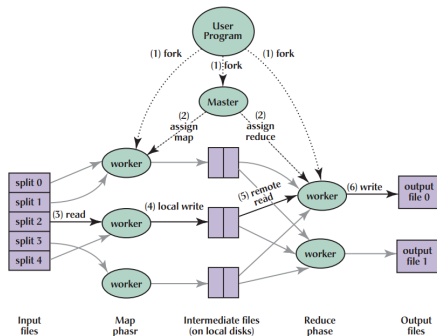 User
Program
(1) fork
(1) fork
(1) fork
Master
(2)
assign
map
(2)
assign
reduce
worker
split 0
split 1
split 2
split 3
split 4
(3) read
worker
(4) local write
(5) remote
read
worker
(6) write
output
file 0
worker
output
file 1
worker
Input
files
Map
phasr
Intermediate files
(on local disks)
Reduce
phase
Output
files